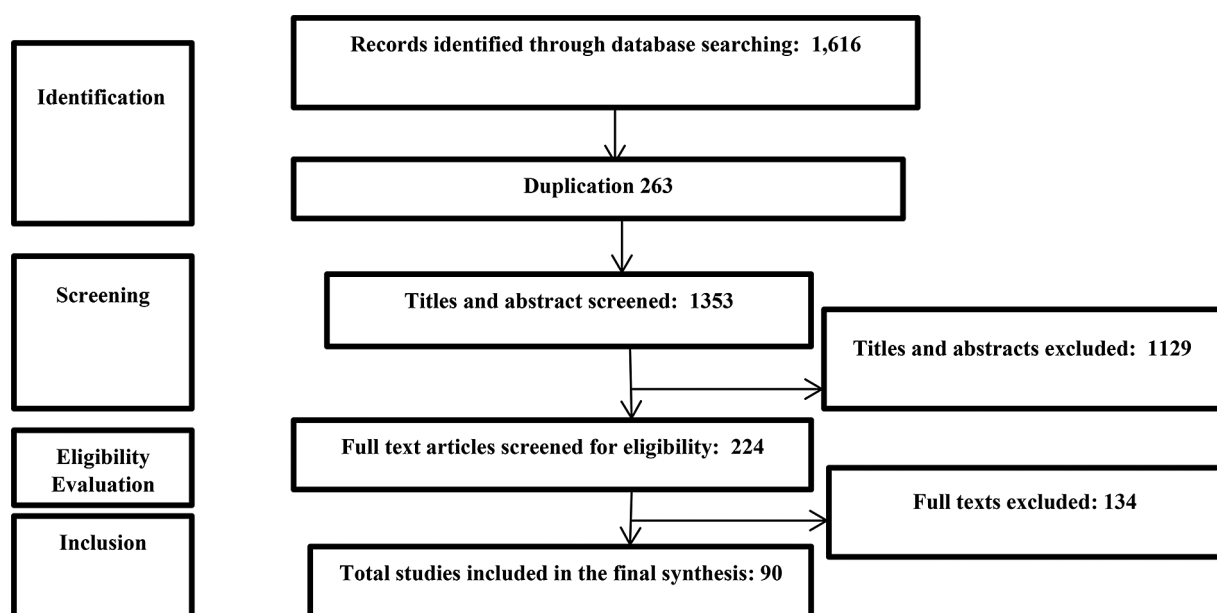 Records identified through database searching: 1,616
Identification
Duplication 263
Screening
Titles and abstract screened: 1353
Titles and abstracts excluded: 1129
Full text articles screened for eligibility: 224
Eligibility
Evaluation
Full texts excluded: 134
Inclusion
Total studies included in the final synthesis: 90